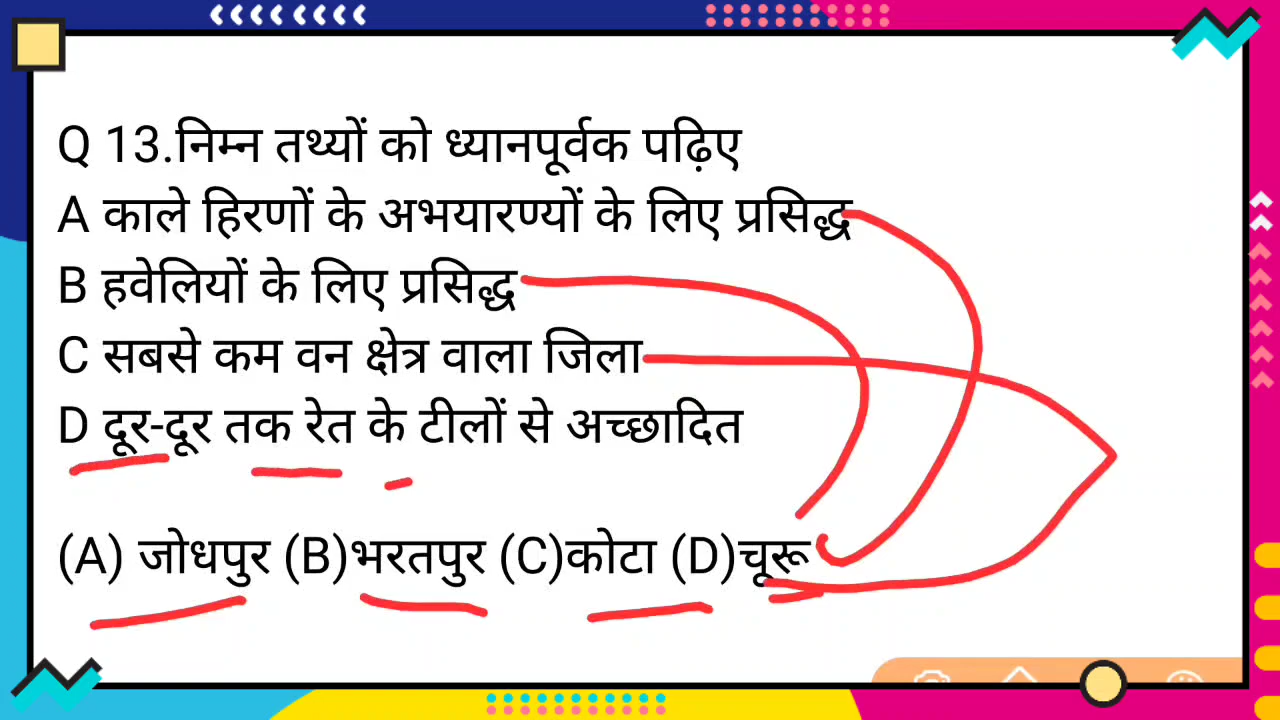 Q 13.निम्न तथ्यों को ध्यानपूर्वक पढ़िए
A काले हिरणों के अभयारण्यों के लिए प्रसिद्ध
B हवेलियों के लिए प्रसिद्ध
C सबसे कम वन क्षेत्र वाला जिला
D दूर-दूर तक रेत के टीलों से अच्छादित
(A) जोधपुर (B)भरतपुर (C)कोटा (D)चूरू